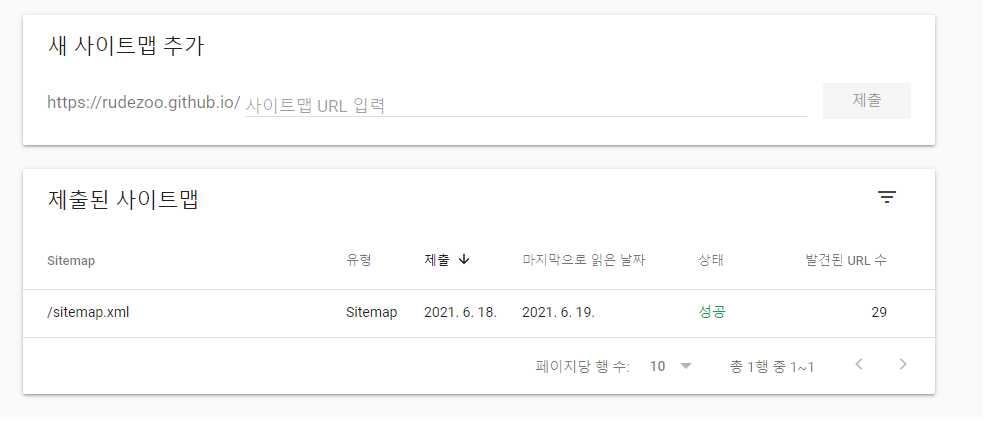 새 사이트맵 추가
https://rudezoo.github.io/ 사이트맵 URL 입력 제출
제출된 사이트맵
Sitemap 유형 제출 마지막으로 읽은 날짜 상태 발견된 URL 수
/sitemap.xml Sitemap 2021. 6. 18. 2021. 6. 19. 성공 29
페이지당 행 수: 10 총 1행 중 1~1